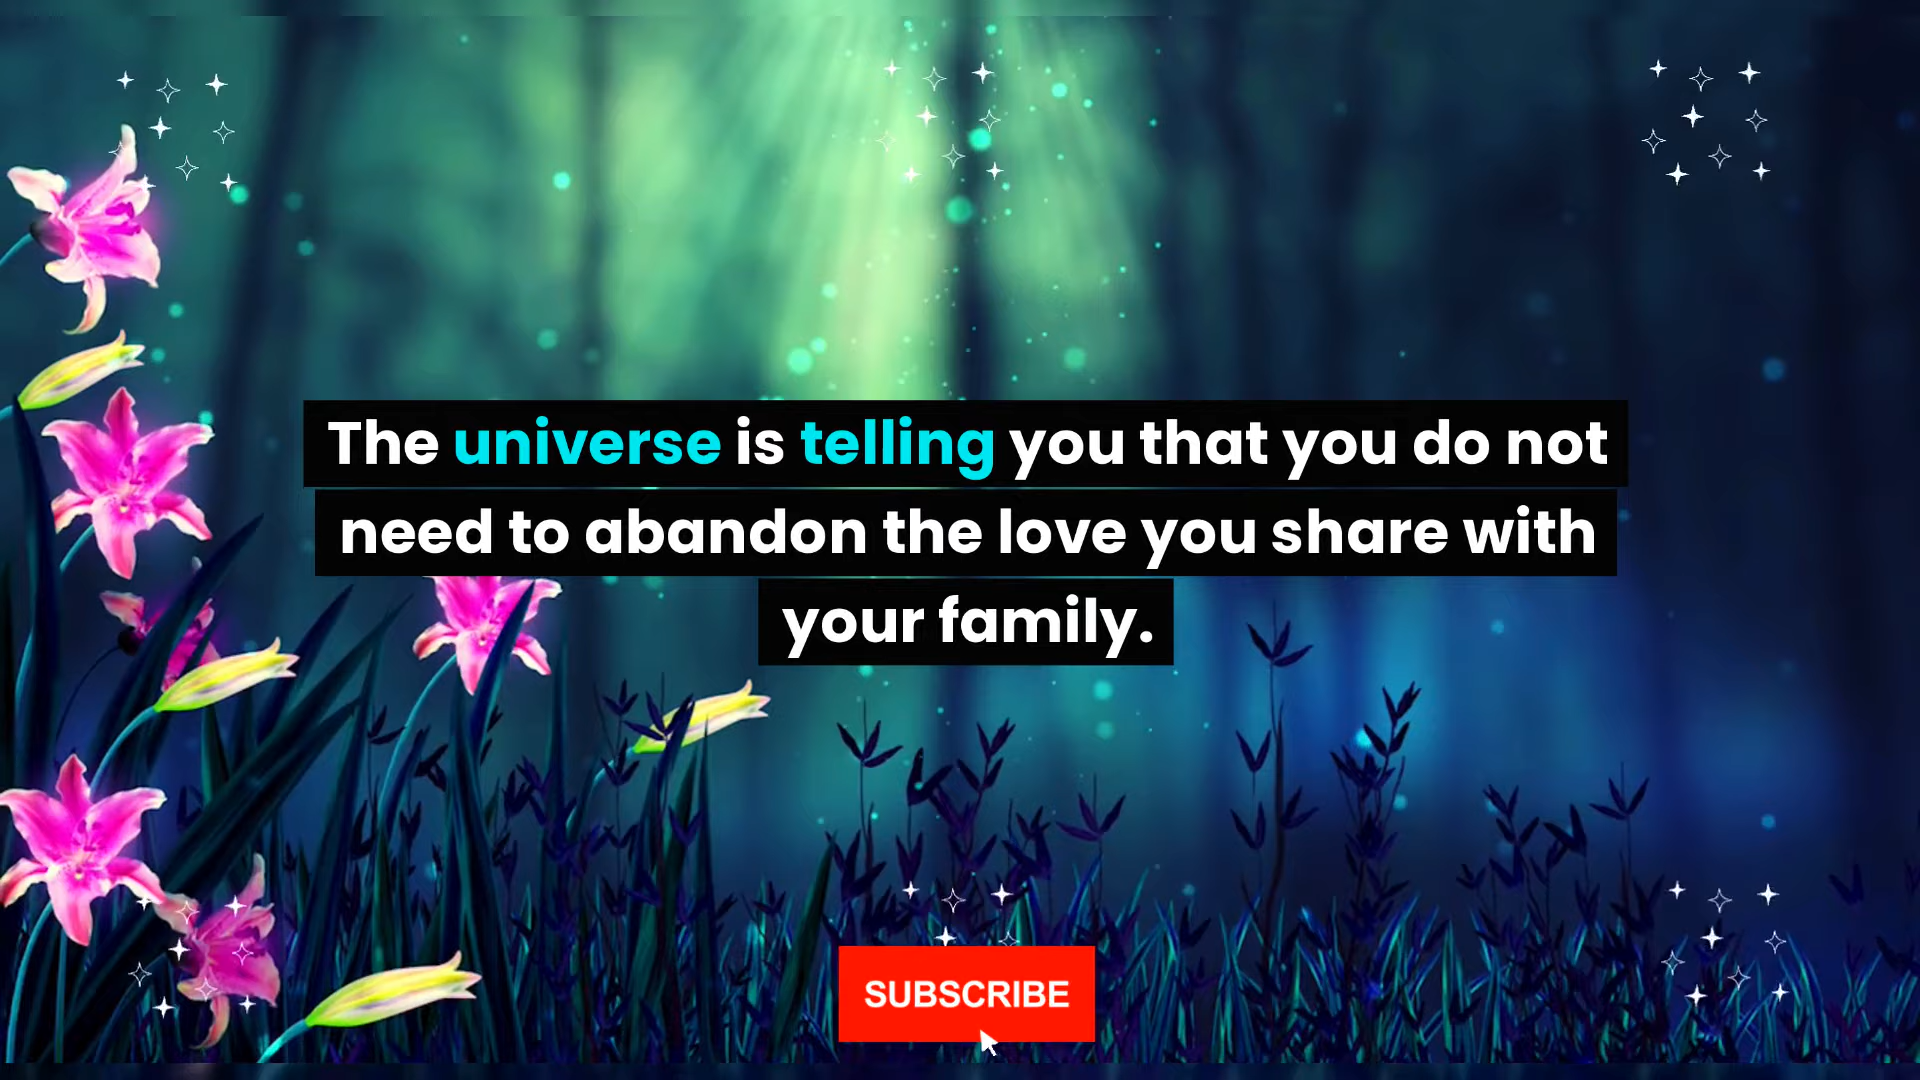 The universe is telling you that you do not
need to abandon the love you share with
your family.
SUBSCRIBE